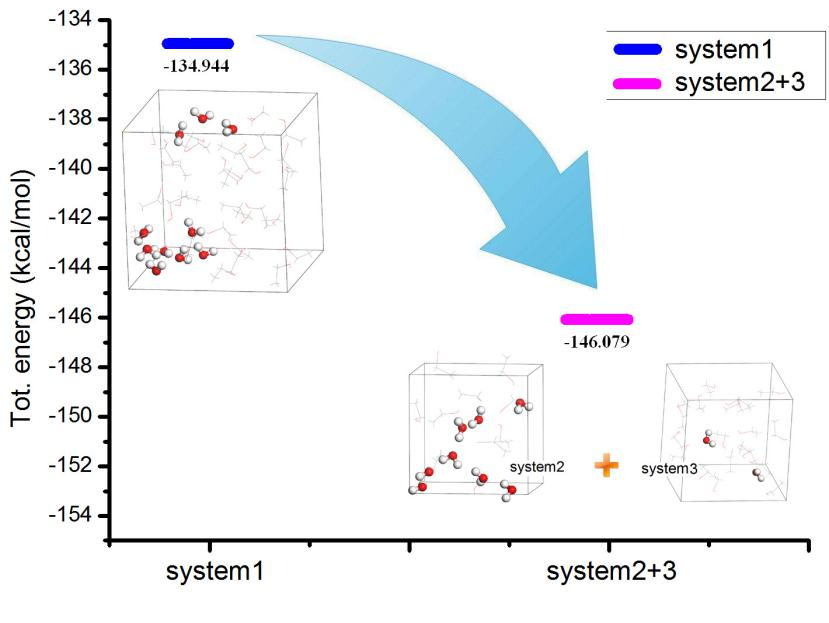 Tot. energy (kcal/mol)
-134
-136
-138
-140
-142
-144
-146
-148
-150
-152
-154
-134.944
system1
system2+3
-146.079
system2
system3
system1
system2+3